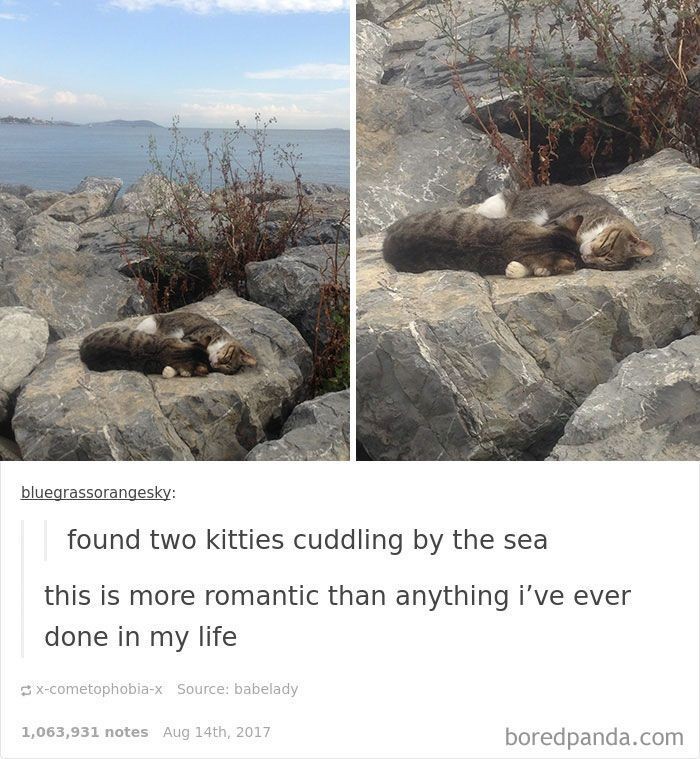 bluegrassorangesky:
found two kitties cuddling by the sea
this is more romantic than anything i’ve ever
done in my life
x-cometophobia-x Source: babelady
1,063,931 notes Aug 14th, 2017
boredpanda.com